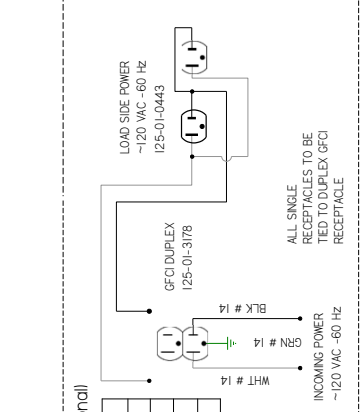 LOAD SIDE POWER
~120 VAC -60 Hz
125-01-0443
GFCI DUPLEX
125-01-3178
ALL SINGLE
RECEPTACLES TO BE
TIED TO DUPLEX GFCI
RECEPTACLE
BLK # 14
GRN # 14
WHT # 14
INCOMING POWER
~120 VAC -60 Hz
nal)